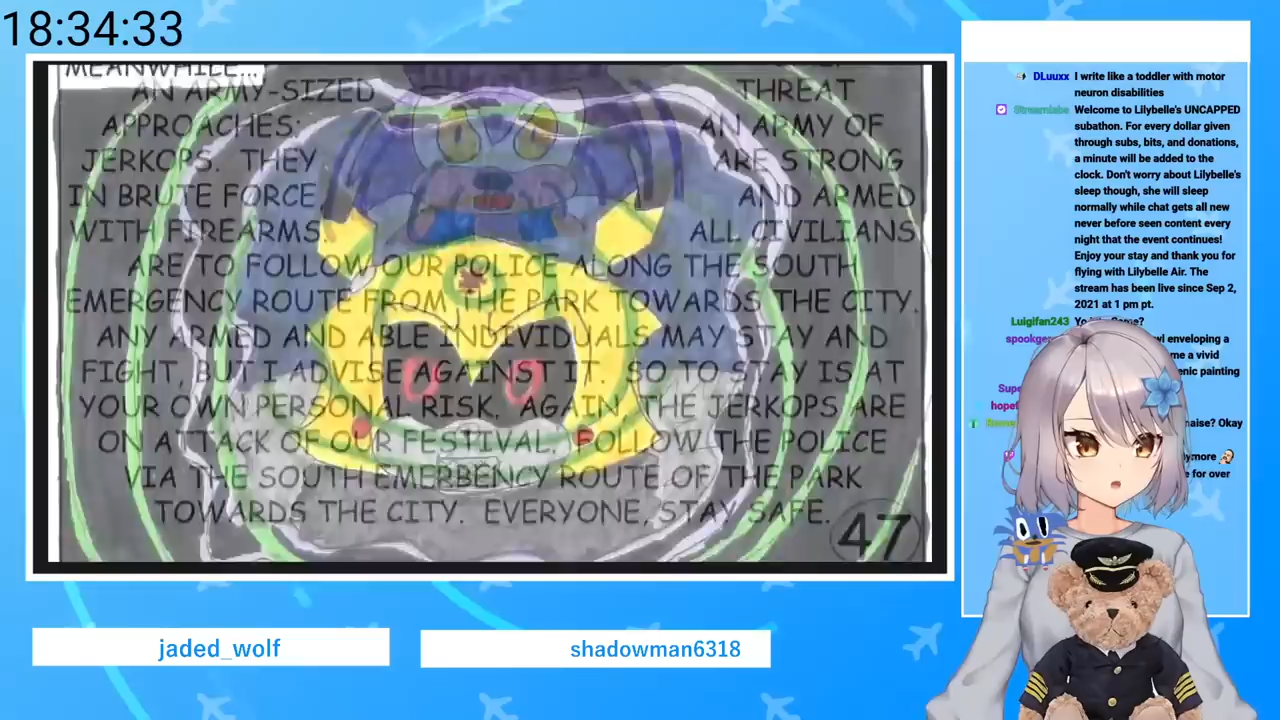 18:34:33
MEANWHILE...
AN ARMY-SIZED THREAT
APPROACHES. AN ARMY OF
JERKOPS. THEY ARE STRONG
IN BRUTE FORCE AND ARMED
WITH FIREARMS. ALL CIVILIANS
ARE TO FOLLOW OUR POLICE ALONG THE SOUTH
EMERGENCY ROUTE FROM THE PARK TOWARDS THE CITY.
ANY ARMED AND ABLE INDIVIDUALS MAY STAY AND
FIGHT, BUT I ADVISE AGAINST IT. SO TO STAY IS AT
YOUR OWN PERSONAL RISK. AGAIN, THE JERKOPS ARE
ON ATTACK OF OUR FESTIVAL. FOLLOW THE POLICE
VIA THE SOUTH EMERBENCY ROUTE OF THE PARK
TOWARDS THE CITY. EVERYONE, STAY SAFE.
47
jaded_wolf
shadowman6318
DLuuxx I write like a toddler with motor
neuron disabilities
Streamlabs Welcome to Lilybelle's UNCAPPED
subathon. For every dollar given
through subs, bits, and donations,
a minute will be added to the
clock. Don't worry about Lilybelle's
sleep though, she will sleep
normally while chat gets all new
never before seen content every
night that the event continues!
Enjoy your stay and thank you for
flying with Lilybelle Air. The
stream has been live since Sep 2,
2021 at 1 pm pt.
Luigifan243
enveloping a
me a vivid
painting
Okay
for over